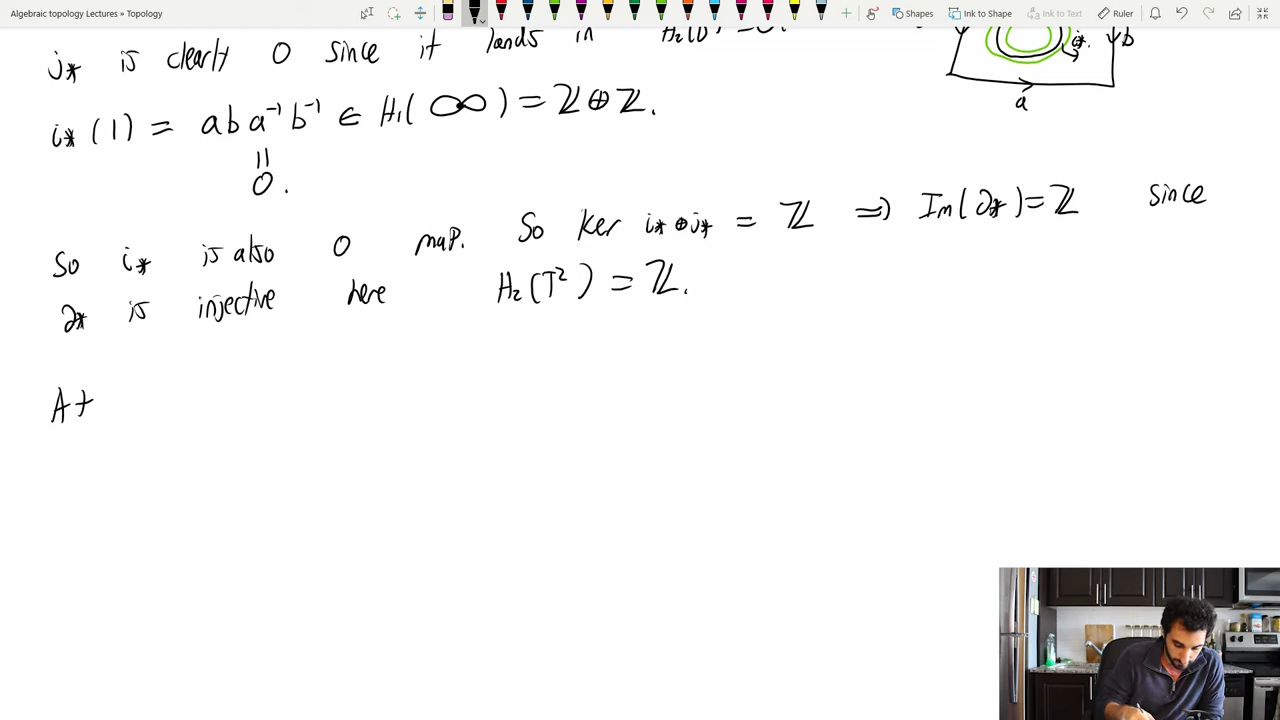 Algebraic topology Lectures » Topology
Shapes Ink to Shape Ink to Text Ruler
j* is clearly 0 since it lands in
b
a
i*(1) = aba⁻¹b⁻¹ ∈ H₁(∞) = ℤ⊕ℤ.
||
0.
So i* is also 0 map. So ker i*⊕j* = ℤ ⇒ Im(∂*)=ℤ since
∂* is injective here H₂(T²) = ℤ.
At